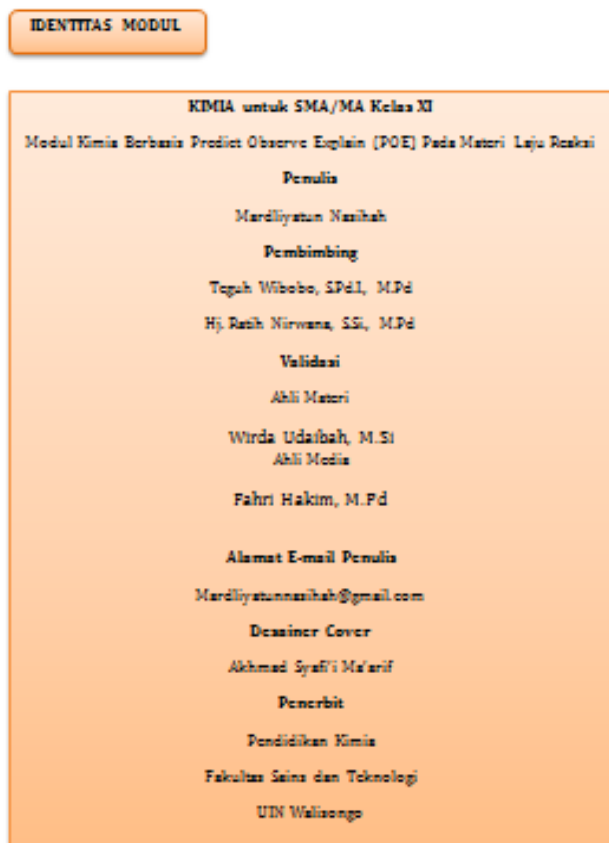 IDENTITAS MODUL
KIMIA untuk SMA/MA Kelas XI
Modul Kimia Berbasis Predict Observe Explain (POE) Pada Materi Laju Reaksi
Penulis
Mardliyatun Nasihah
Pembimbing
Teguh Wibobo, S.Pd.I, M.Pd
Hj. Ratih Nirwana, S.Si, M.Pd
Validasi
Ahli Materi
Wirda Udaibah, M.Si
Ahli Media
Fahri Hakim, M.Pd
Alamat E-mail Penulis
Mardliyatunnasihah@gmail.com
Dessiner Cover
Akhmad Syafi'i Ma'arif
Penerbit
Pendidikan Kimia
Fakultas Sains dan Teknologi
UIN Walisongo